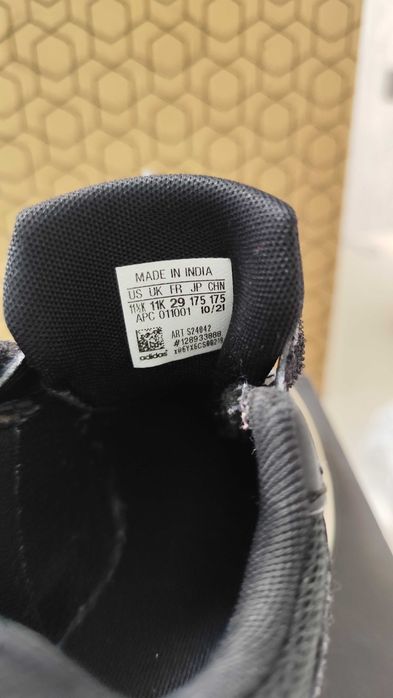 MADE IN INDIA
US UK FR JP CHN
11½K 11K 29 175 175
APC 011001 10/21
ART S24042
#128933888
adidas